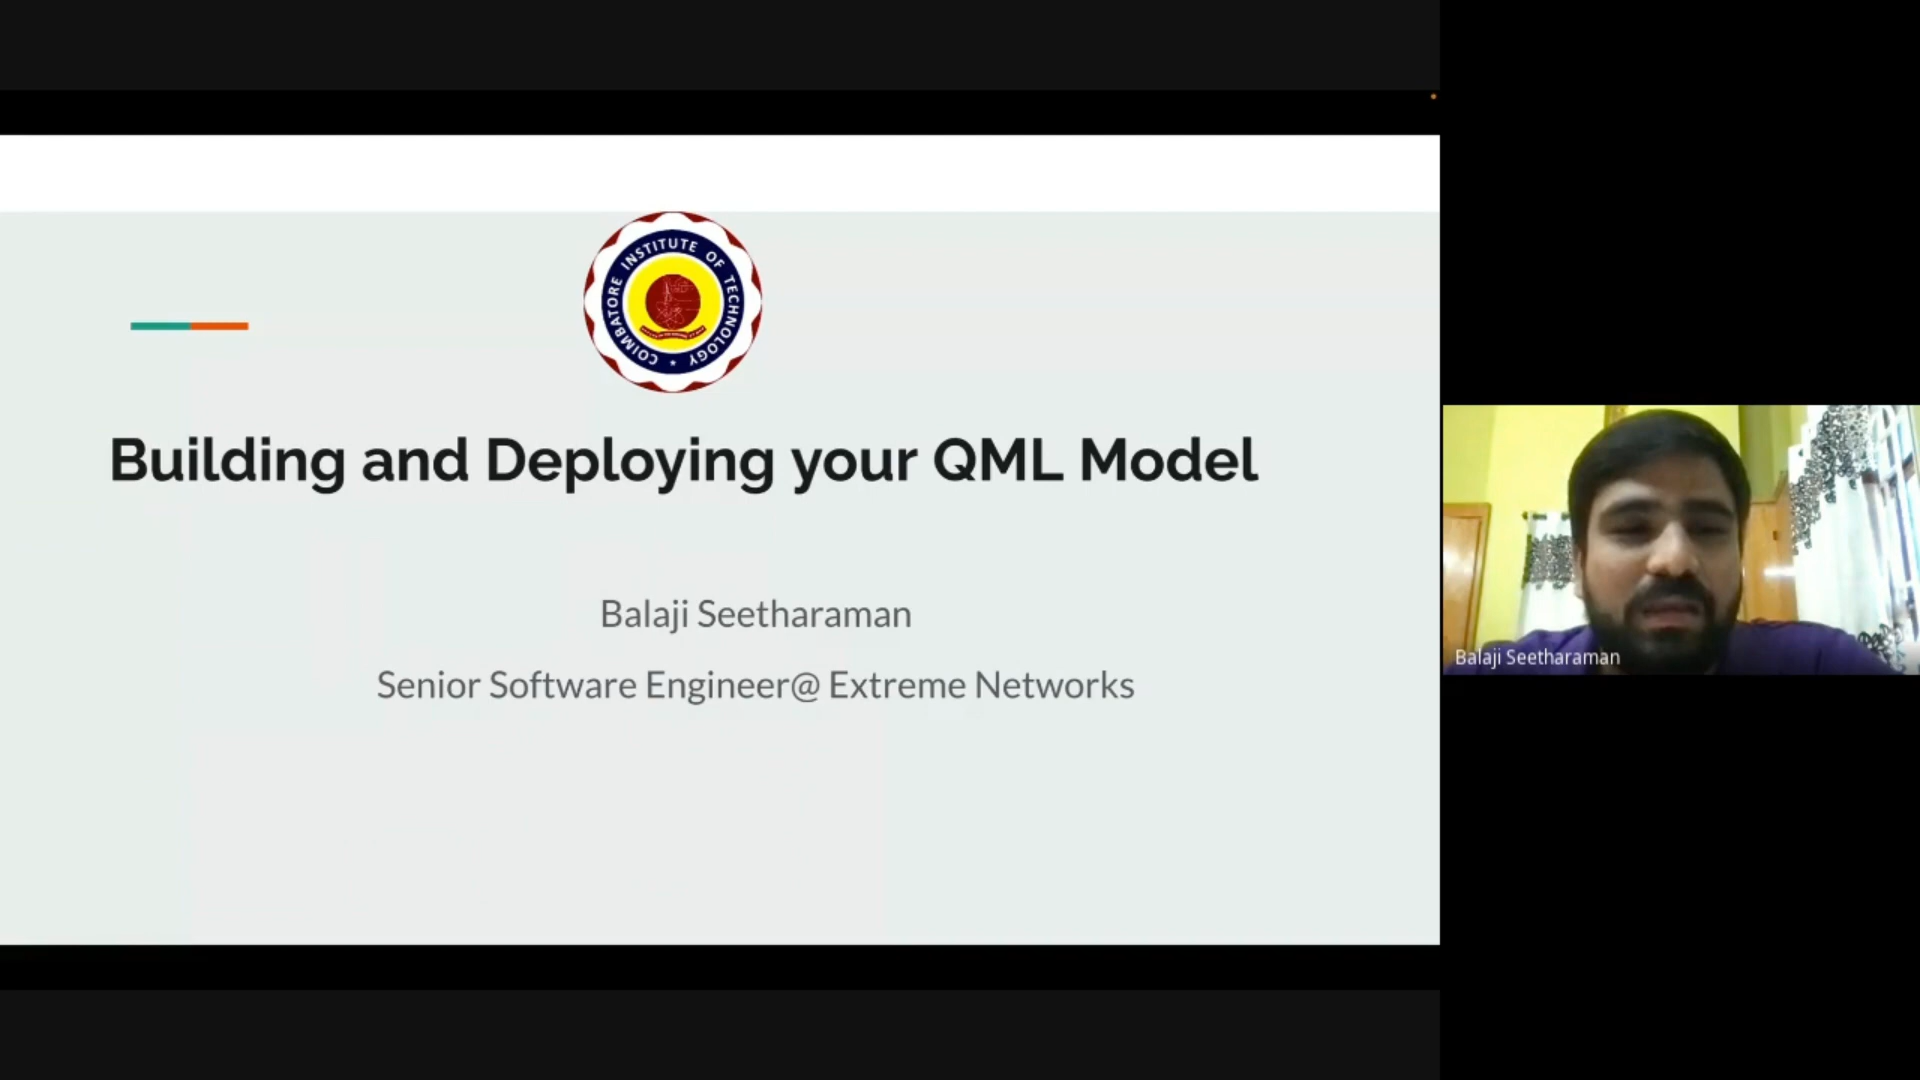 COIMBATORE INSTITUTE OF TECHNOLOGY
Building and Deploying your QML Model
Balaji Seetharaman
Senior Software Engineer@ Extreme Networks
Balaji Seetharaman